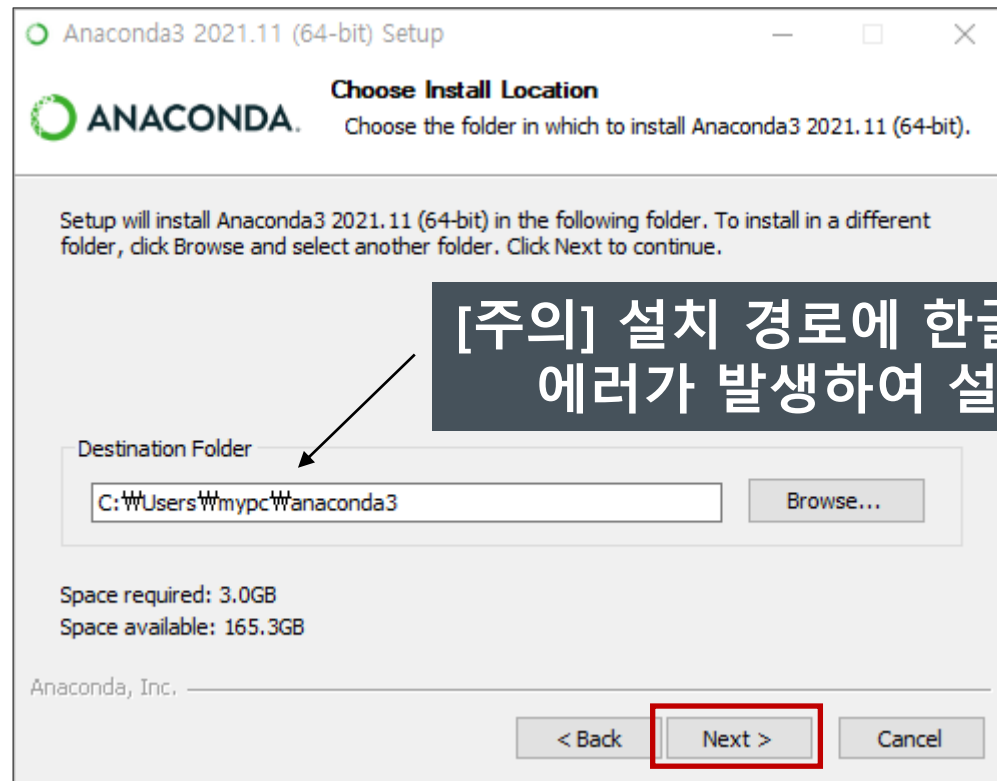 Anaconda3 2021.11 (64-bit) Setup
ANACONDA.
Choose Install Location
Choose the folder in which to install Anaconda3 2021.11 (64-bit).
Setup will install Anaconda3 2021.11 (64-bit) in the following folder. To install in a different
folder, click Browse and select another folder. Click Next to continue.
[주의] 설치 경로에
에러가 발생하여
Destination Folder
C:₩Users₩mypc₩anaconda3
Browse...
Space required: 3.0GB
Space available: 165.3GB
Anaconda, Inc.
< Back
Next >
Cancel